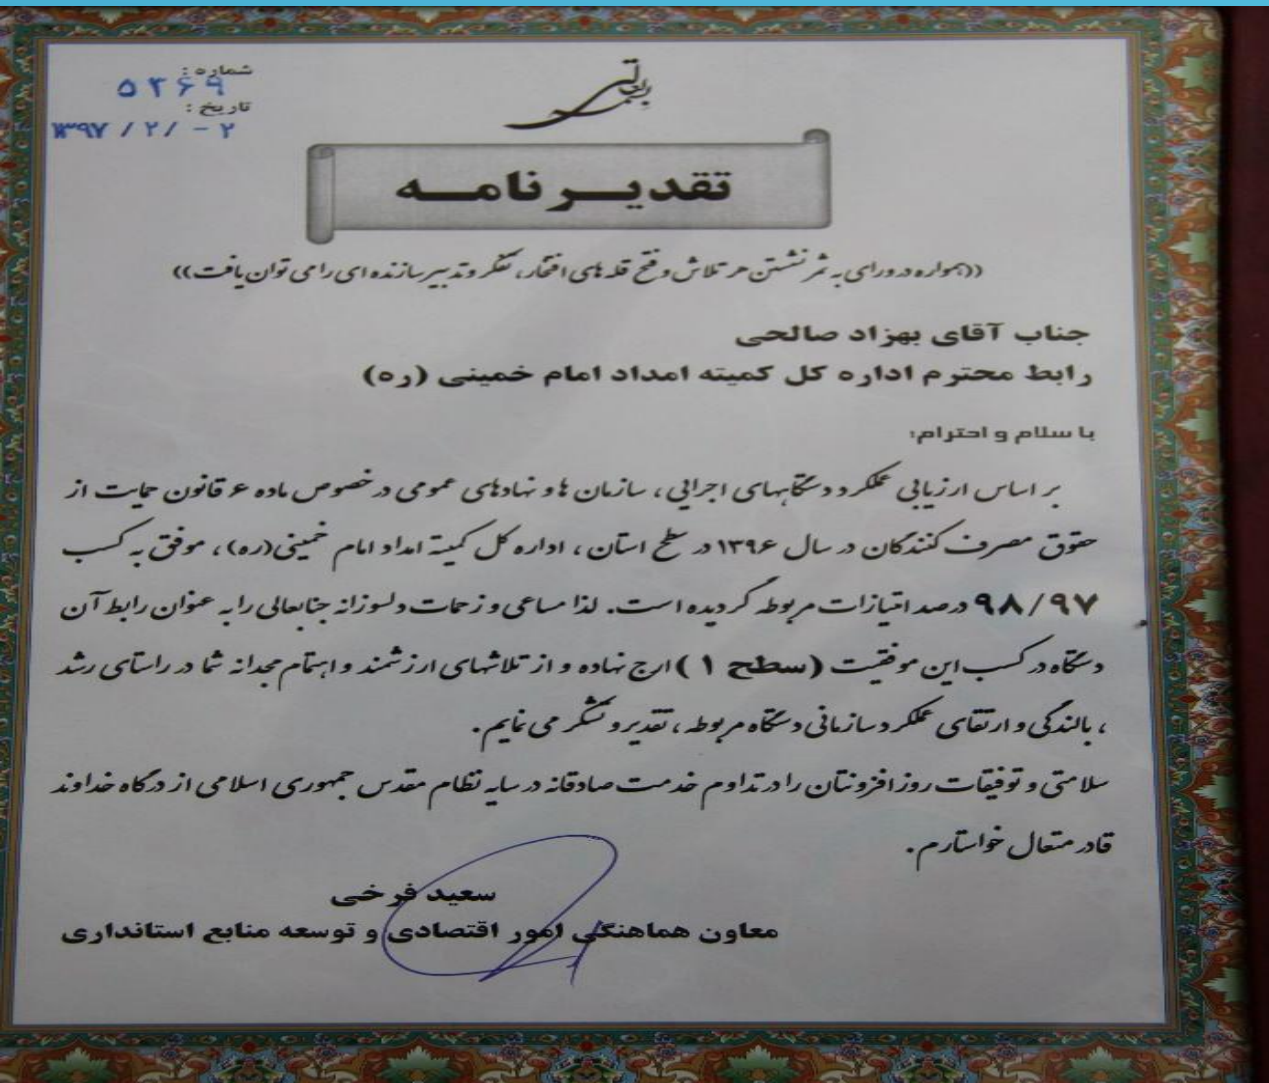 بسمه تعالی
شماره :
۵۴۶۹
تاریخ :
۱۳۹۷ / ۲ / - ۲
تقدیرنامه
((همواره در ورای به ثمر نشستن هر تلاش و فتح قله های افتخار، تفکر و تدبیر سازنده ای را می توان یافت))
جناب آقای بهزاد صالحی
رابط محترم اداره کل کمیته امداد امام خمینی (ره)
با سلام و احترام؛
بر اساس ارزیابی عملکرد دستگاههای اجرایی ، سازمان ها و نهادهای عمومی در خصوص ماده ۶ قانون حمایت از
حقوق مصرف کنندگان در سال ۱۳۹۶ در سطح استان ، اداره کل کمیته امداد امام خمینی(ره) ، موفق به کسب
۹۸/۹۷ درصد امتیازات مربوطه گردیده است. لذا مساعی و زحمات دلسوزانه جنابعالی را به عنوان رابط آن
دستگاه در کسب این موفقیت (سطح ۱ ) ارج نهاده و از تلاشهای ارزشمند و اهتمام مجدانه شما در راستای رشد
، بالندگی و ارتقای عملکرد سازمانی دستگاه مربوطه ، تقدیر و تشکر می نمایم.
سلامتی و توفیقات روزافزونتان را در تداوم خدمت صادقانه در سایه نظام مقدس جمهوری اسلامی از درگاه خداوند
قادر متعال خواستارم.
سعید فرخی
معاون هماهنگی امور اقتصادی و توسعه منابع استانداری